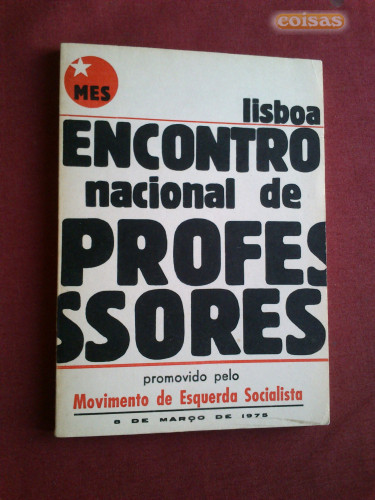 coisas
MES
lisboa
ENCONTRO
nacional de
PROFES
SSORES
promovido pelo
Movimento de Esquerda Socialista
8 DE MARÇO DE 1975